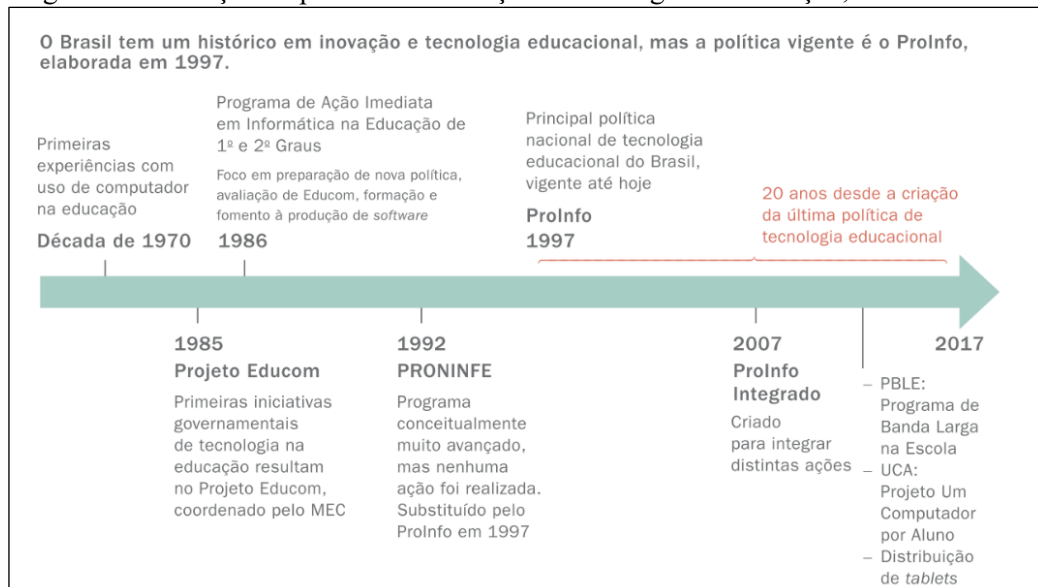 O Brasil tem um histórico em inovação e tecnologia educacional, mas a política vigente é o ProInfo,
elaborada em 1997.
Primeiras
experiências com
uso de computador
na educação
Década de 1970
Programa de Ação Imediata
em Informática na Educação de
1º e 2º Graus
Foco em preparação de nova política,
avaliação de Educom, formação e
fomento à produção de software
1986
Principal política
nacional de tecnologia
educacional do Brasil,
vigente até hoje
ProInfo
1997
20 anos desde a criação
da última política de
tecnologia educacional
1985
Projeto Educom
Primeiras iniciativas
governamentais
de tecnologia na
educação resultam
no Projeto Educom,
coordenado pelo MEC
1992
PRONINFE
Programa
conceitualmente
muito avançado,
mas nenhuma
ação foi realizada.
Substituído pelo
ProInfo em 1997
2007
ProInfo
Integrado
Criado
para integrar
distintas ações
2017
– PBLE:
Programa de
Banda Larga
na Escola
– UCA:
Projeto Um
Computador
por Aluno
– Distribuição
de tablets